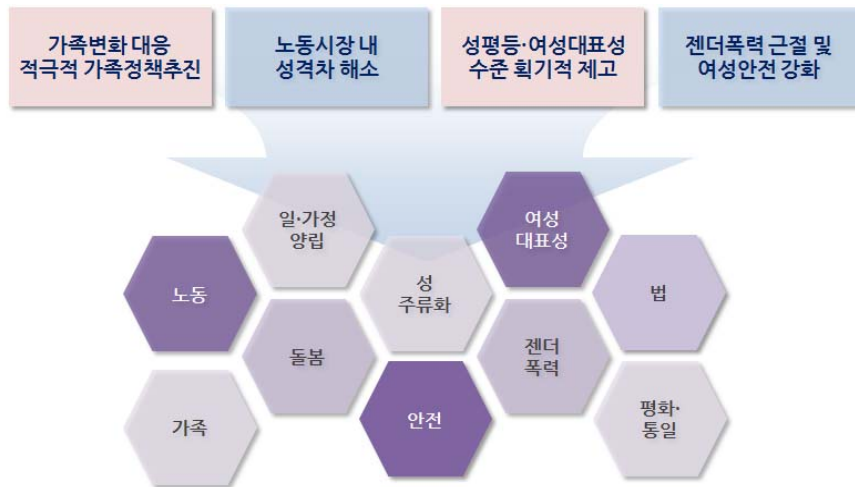 가족변화 대응
적극적 가족정책추진
노동시장 내
성격차 해소
성평등·여성대표성
수준 획기적 제고
젠더폭력 근절 및
여성안전 강화
일·가정
양립
여성
대표성
노동
성
주류화
법
돌봄
젠더
폭력
가족
안전
평화·
통일